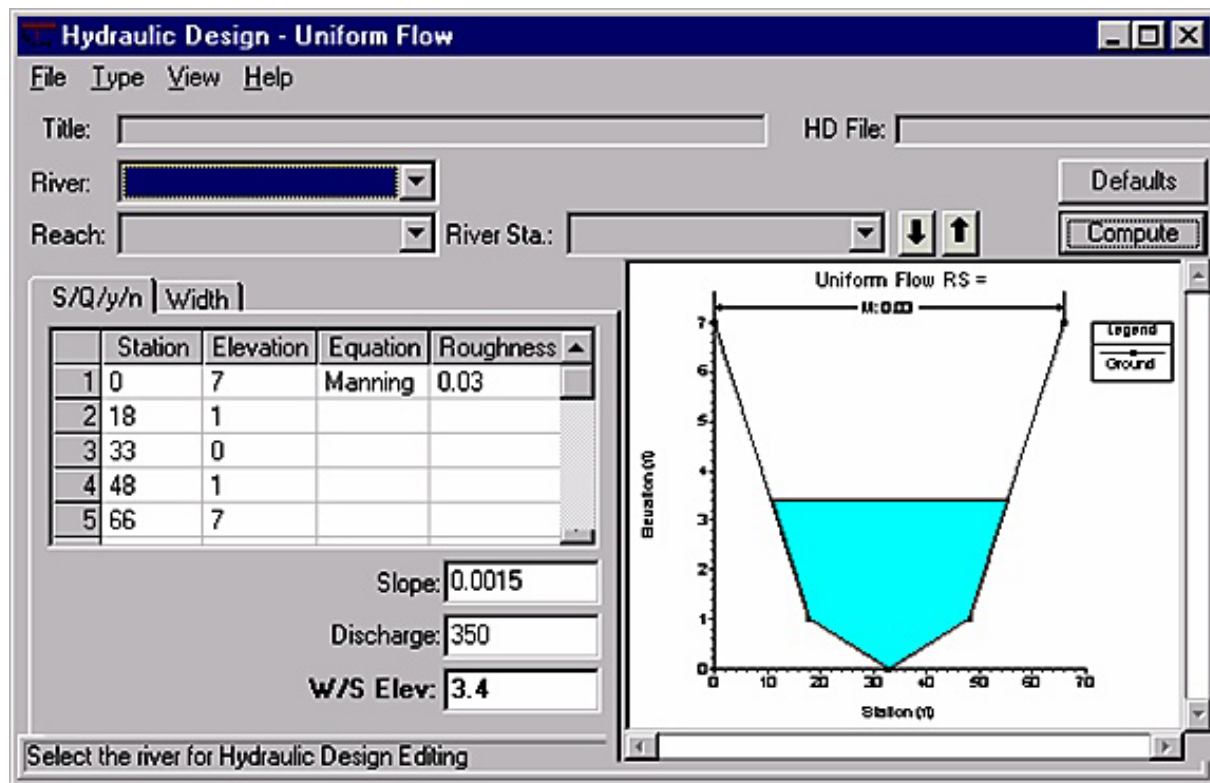 Hydraulic Design - Uniform Flow
File Type View Help
Title:
HD File:
River:
Defaults
Reach:
River Sta.:
Compute
S/Q/y/n Width
Station Elevation Equation Roughness
1 0 7 Manning 0.03
2 18 1
3 33 0
4 48 1
5 66 7
Slope: 0.0015
Discharge: 350
W/S Elev: 3.4
Uniform Flow RS =
Legend
Ground
7
6
5
4
3
2
1
0
0 10 20 30 40 50 60 70
Station (ft)
Select the river for Hydraulic Design Editing